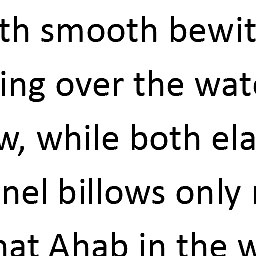 th smooth bewit
ing over the wat
w, while both ela
nel billows only
hat Ahab in the w